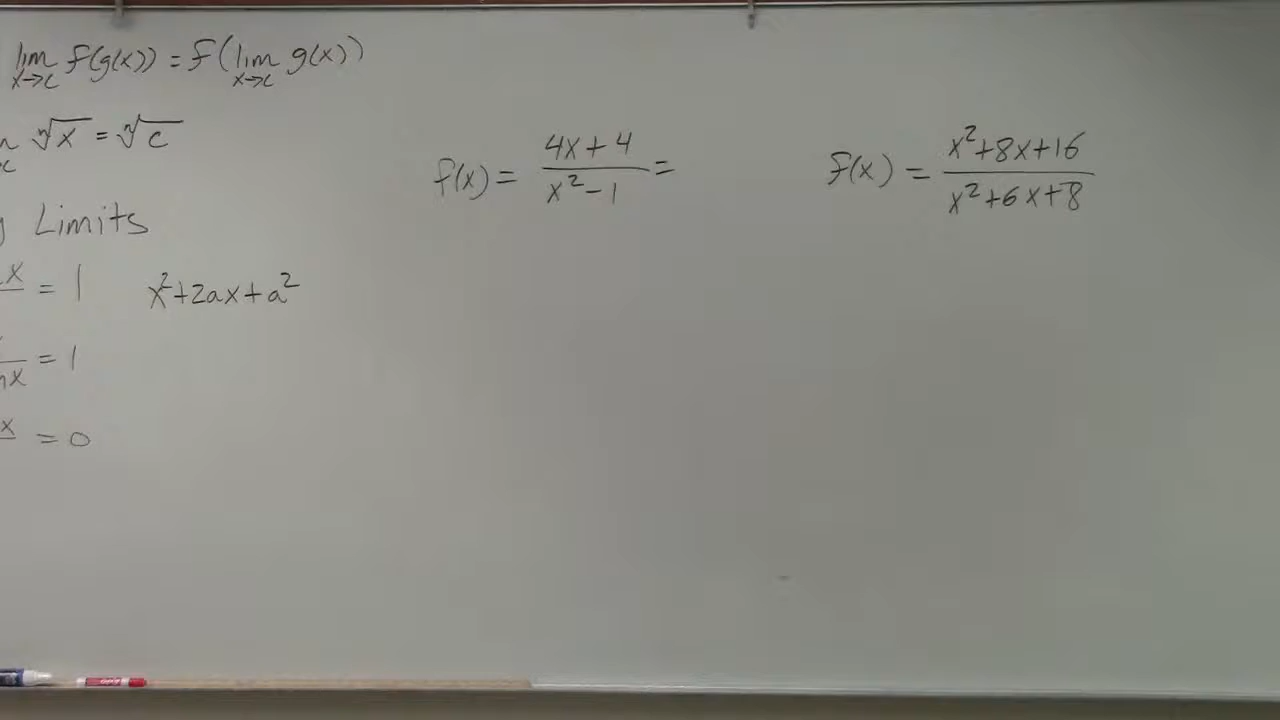 lim f(g(x)) = f(lim g(x))
x→c x→c
ⁿ√x = ⁿ√c
Limits
x = 1
x²+2ax+a²
x = 1
x = 0
f(x) = (4x+4)/(x²-1) =
f(x) = (x²+8x+16)/(x²+6x+8)